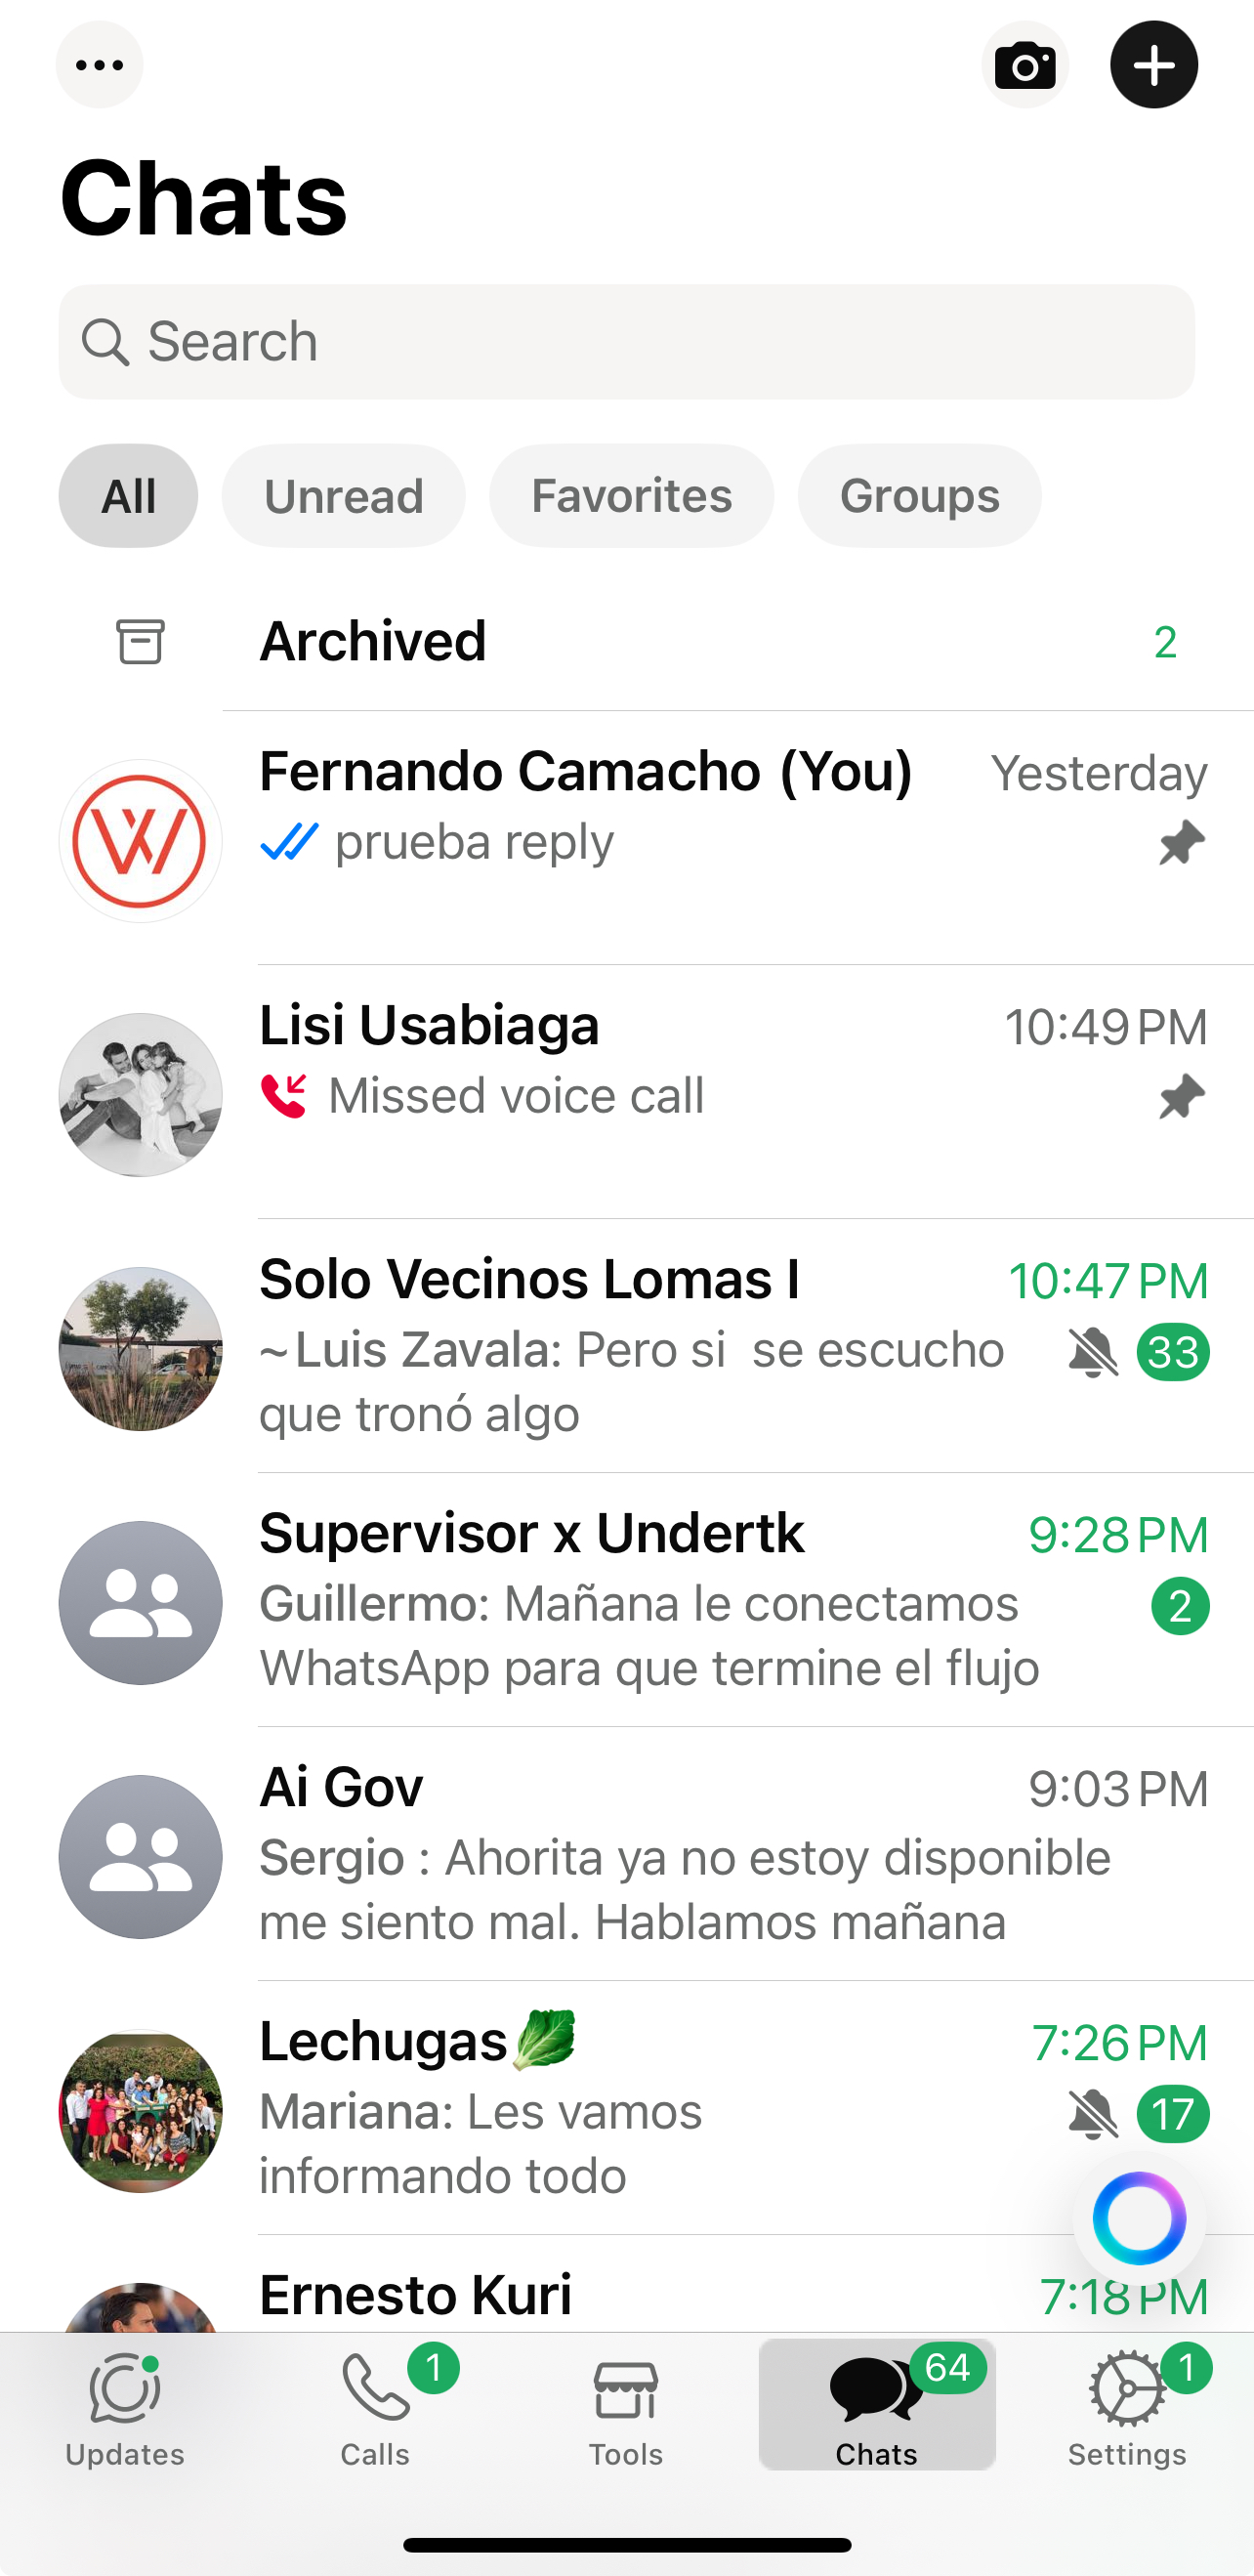 Chats
Search
All Unread Favorites Groups
Archived 2
Fernando Camacho (You) Yesterday
prueba reply
Lisi Usabiaga 10:49 PM
Missed voice call
Solo Vecinos Lomas I 10:47 PM
~Luis Zavala: Pero si  se escucho 33
que tronó algo
Supervisor x Undertk 9:28 PM
Guillermo: Mañana le conectamos 2
WhatsApp para que termine el flujo
Ai Gov 9:03 PM
Sergio : Ahorita ya no estoy disponible
me siento mal. Hablamos mañana
Lechugas🥬 7:26 PM
Mariana: Les vamos 17
informando todo
Ernesto Kuri 7:18 PM
1 64 1
Updates Calls Tools Chats Settings